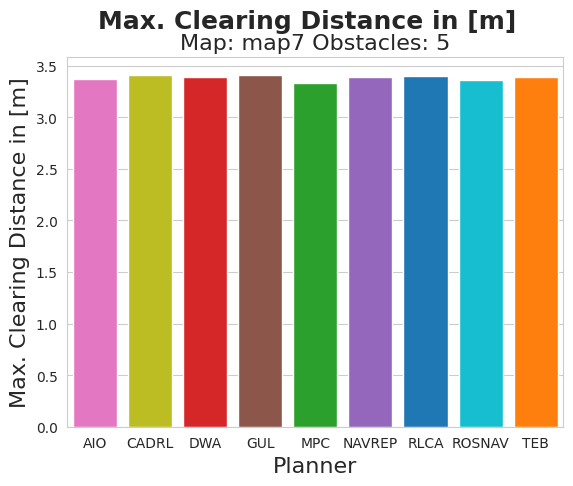 Max. Clearing Distance in [m]
Map: map7 Obstacles: 5
Max. Clearing Distance in [m]
3.5
3.0
2.5
2.0
1.5
1.0
0.5
0.0
AIO CADRL DWA GUL MPC NAVREP RLCA ROSNAV TEB
Planner